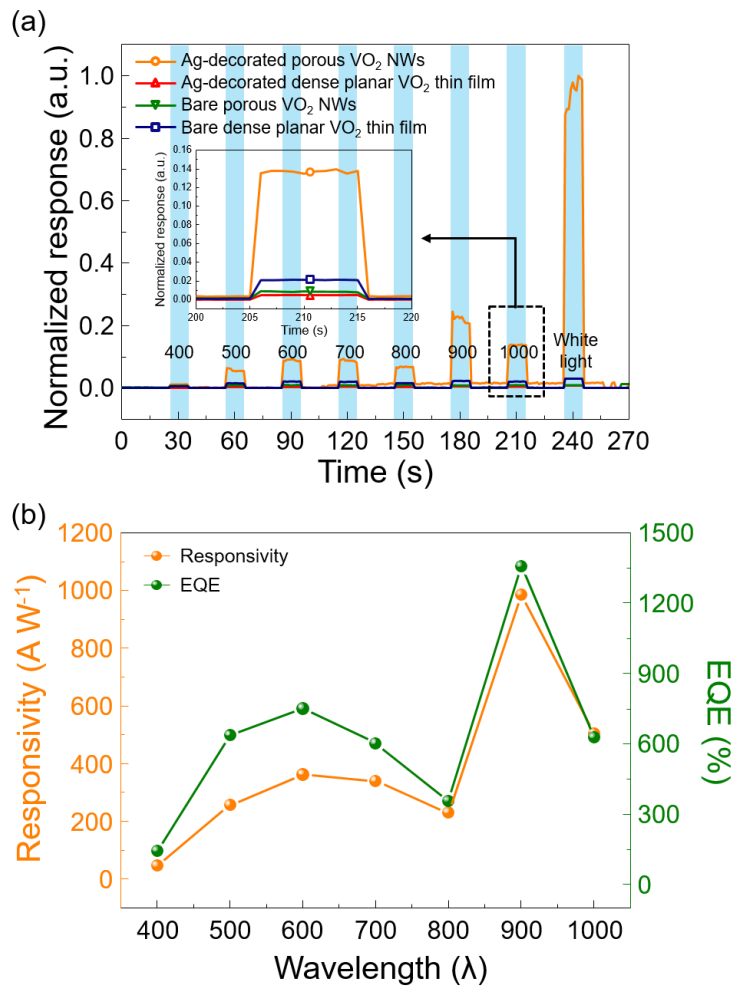 (a)
Normalized response (a.u.)
1.0
0.8
0.6
0.4
0.2
0.0
Ag-decorated porous VO2 NWs
Ag-decorated dense planar VO2 thin film
Bare porous VO2 NWs
Bare dense planar VO2 thin film
Normalized response (a.u.)
0.16
0.14
0.12
0.10
0.08
0.06
0.04
0.02
0.00
200 205 210 215 220
Time (s)
400 500 600 700 800 900 1000 White
light
0 30 60 90 120 150 180 210 240 270
Time (s)
(b)
Responsivity (A W-1)
1200
1000
800
600
400
200
0
Responsivity
EQE
1500
1200
900
600
300
0
EQE (%)
400 500 600 700 800 900 1000
Wavelength (λ)